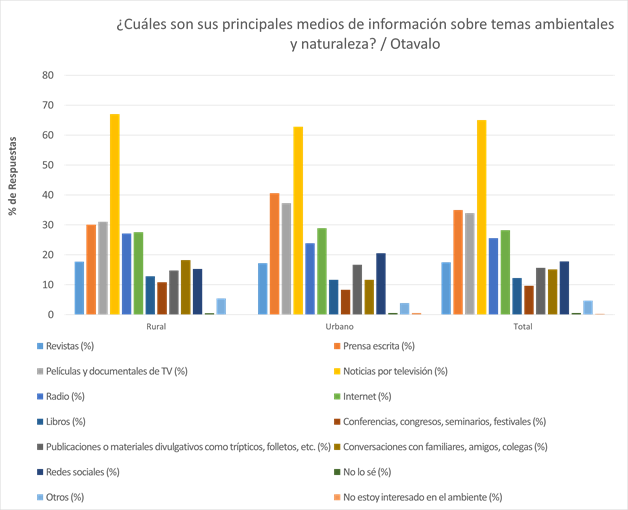 ¿Cuáles son sus principales medios de información sobre temas ambientales
y naturaleza? / Otavalo
% de Respuestas
80
70
60
50
40
30
20
10
0
Rural Urbano Total
Revistas (%) Prensa escrita (%)
Películas y documentales de TV (%) Noticias por televisión (%)
Radio (%) Internet (%)
Libros (%) Conferencias, congresos, seminarios, festivales (%)
Publicaciones o materiales divulgativos como trípticos, folletos, etc. (%) Conversaciones con familiares, amigos, colegas (%)
Redes sociales (%) No lo sé (%)
Otros (%) No estoy interesado en el ambiente (%)